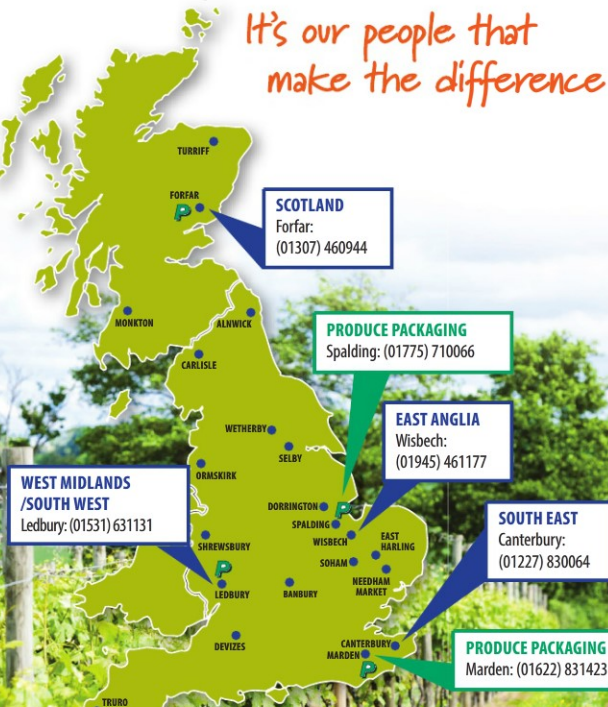 It's our people that
make the difference
TURRIFF
FORFAR
P
SCOTLAND
Forfar:
(01307) 460944
MONKTON
ALNWICK
PRODUCE PACKAGING
Spalding: (01775) 710066
CARLISLE
EAST ANGLIA
Wisbech:
(01945) 461177
WETHERBY
SELBY
ORMSKIRK
WEST MIDLANDS
/SOUTH WEST
Ledbury: (01531) 631131
DORRINGTON
P
SPALDING
WISBECH
SOUTH EAST
Canterbury:
(01227) 830064
SHREWSBURY
EAST
HARLING
SOHAM
P
LEDBURY
BANBURY
NEEDHAM
MARKET
DEVIZES
CANTERBURY
MARDEN
P
PRODUCE PACKAGING
Marden: (01622) 831423
TRURO